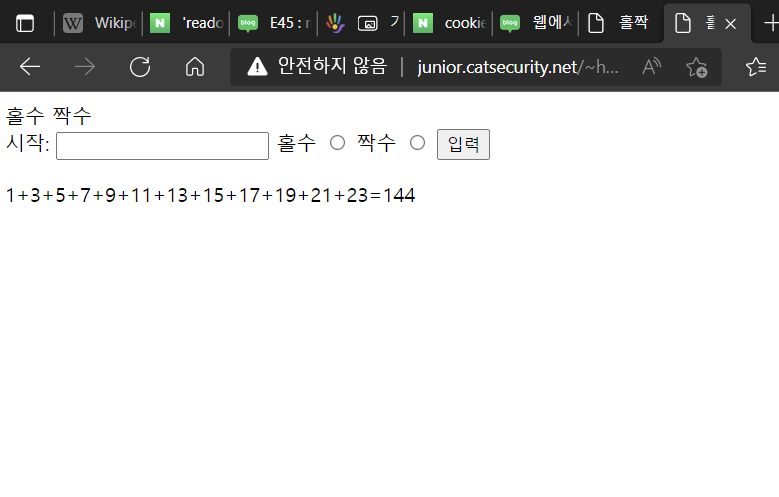 Wikip
'reado
E45 : r
cookie
웹에서
홀짝
안전하지 않음
junior.catsecurity.net/~h...
홀수 짝수
시작: 홀수 짝수 입력
1+3+5+7+9+11+13+15+17+19+21+23=144